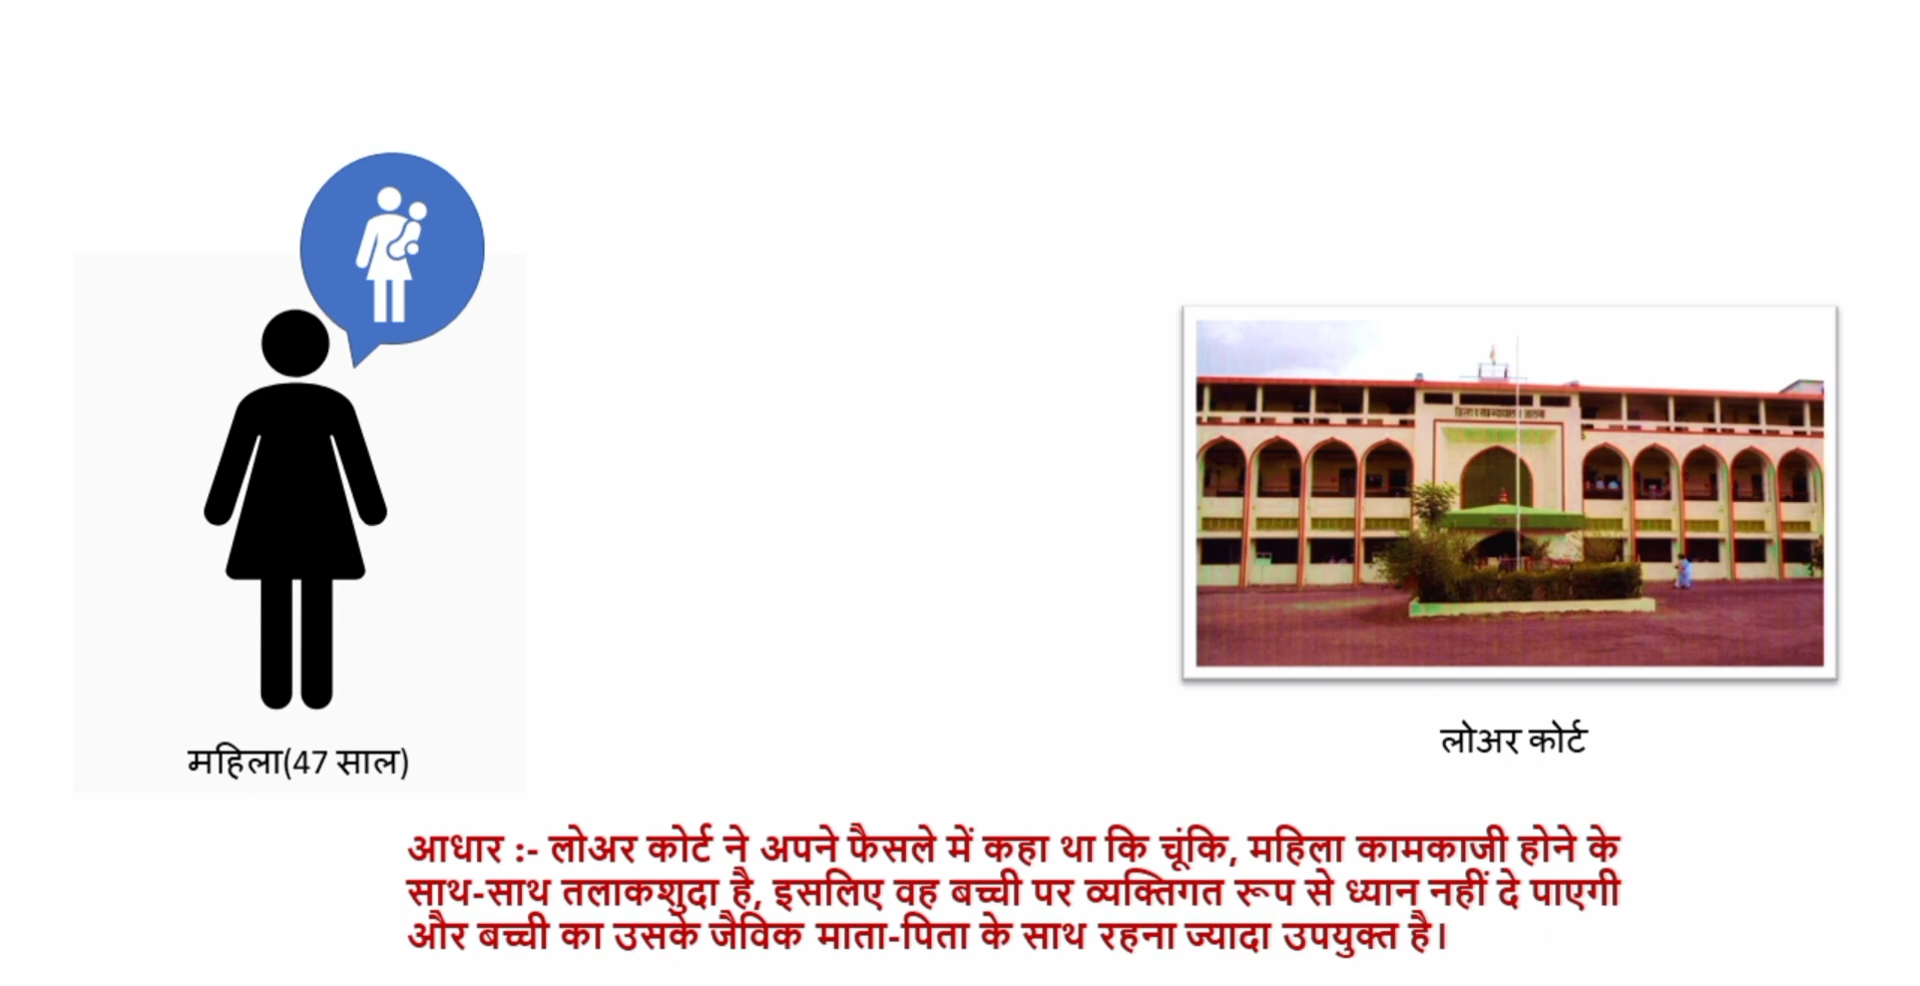 महिला(47 साल)
लोअर कोर्ट
आधार :- लोअर कोर्ट ने अपने फैसले में कहा था कि चूंकि, महिला कामकाजी होने के
साथ-साथ तलाकशुदा है, इसलिए वह बच्ची पर व्यक्तिगत रूप से ध्यान नहीं दे पाएगी
और बच्ची का उसके जैविक माता-पिता के साथ रहना ज्यादा उपयुक्त है।